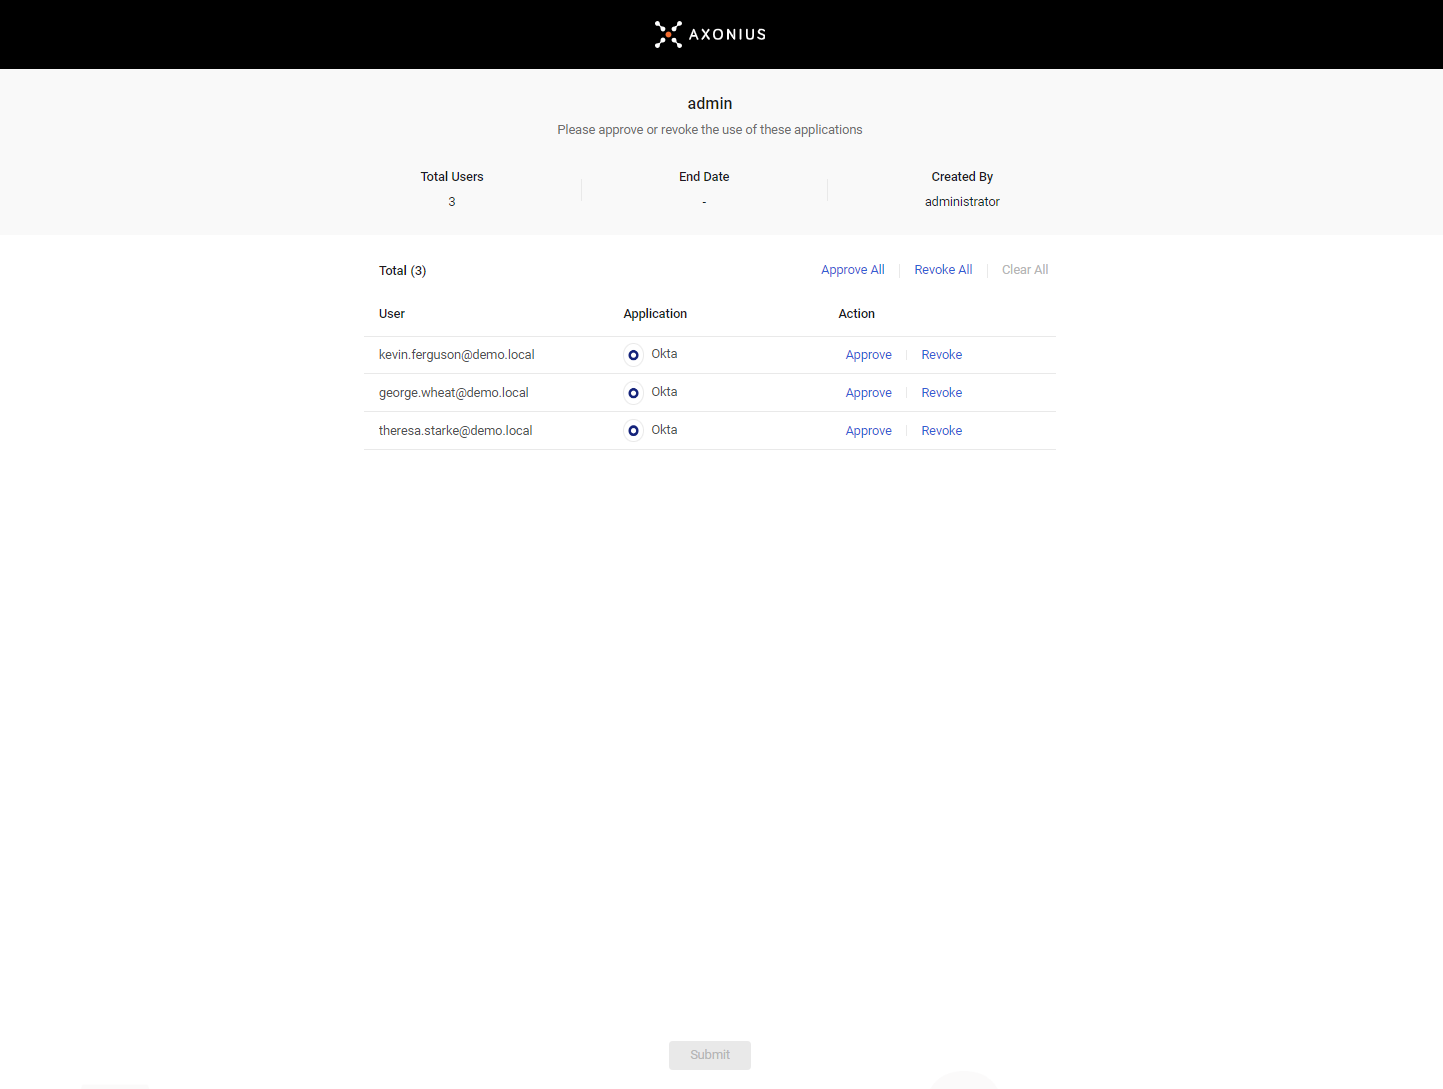 AXONIUS
admin
Please approve or revoke the use of these applications
Total Users End Date Created By
3 - administrator
Total (3) Approve All Revoke All Clear All
User Application Action
kevin.ferguson@demo.local Okta Approve Revoke
george.wheat@demo.local Okta Approve Revoke
theresa.starke@demo.local Okta Approve Revoke
Submit